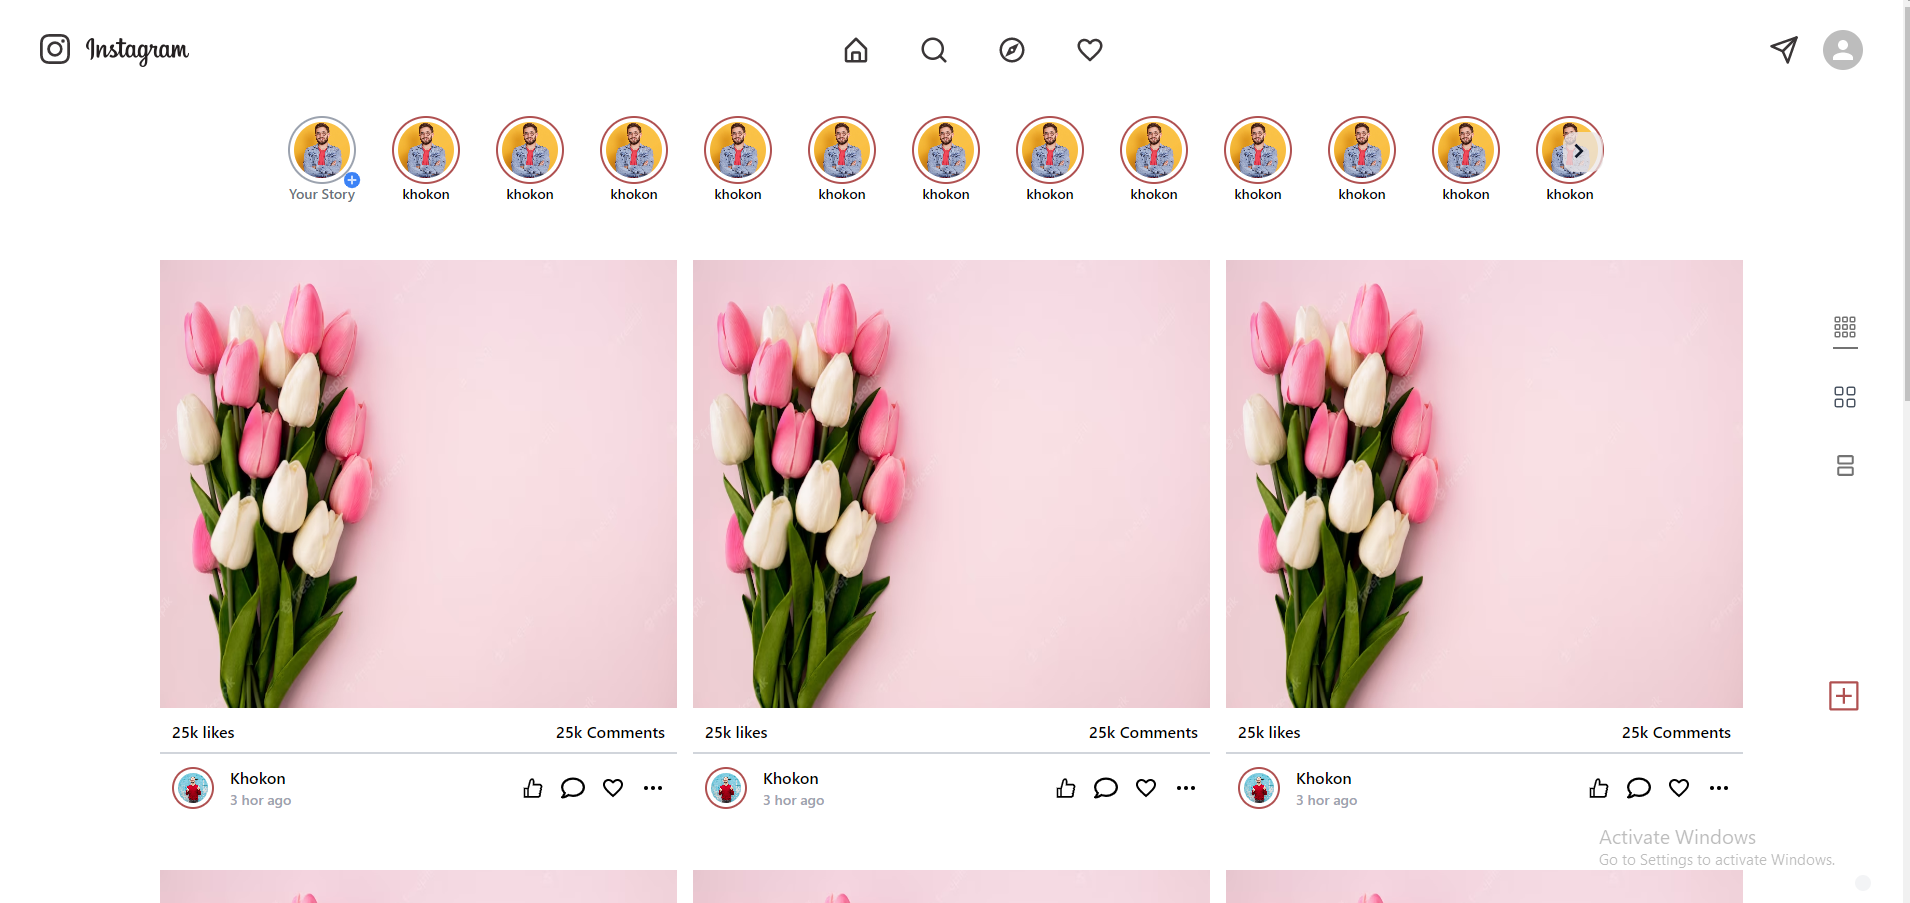 Instagram
Your Story
khokon
khokon
khokon
khokon
khokon
khokon
khokon
khokon
khokon
khokon
khokon
khokon
25k likes
25k Comments
25k likes
25k Comments
25k likes
25k Comments
Khokon
3 hor ago
Khokon
3 hor ago
Khokon
3 hor ago
Activate Windows
Go to Settings to activate Windows.